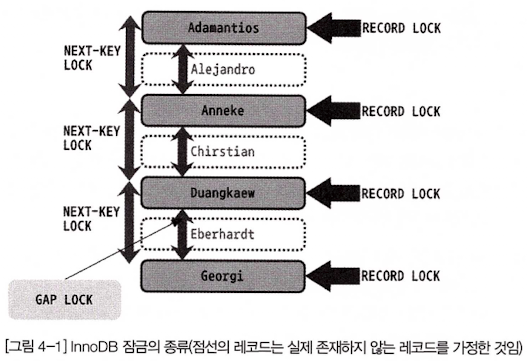 Adamantios
RECORD LOCK
NEXT-KEY
LOCK
Alejandro
Anneke
RECORD LOCK
NEXT-KEY
LOCK
Chirstian
Duangkaew
RECORD LOCK
NEXT-KEY
LOCK
Eberhardt
Georgi
RECORD LOCK
GAP LOCK
[그림 4-1] InnoDB 잠금의 종류(점선의 레코드는 실제 존재하지 않는 레코드를 가정한 것임)